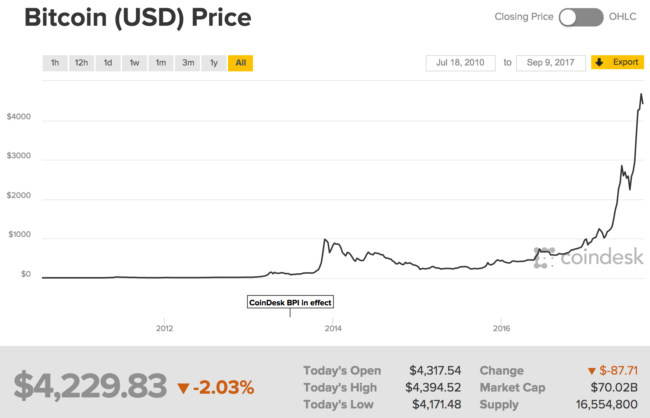 Bitcoin (USD) Price
Closing Price OHLC
1h 12h 1d 1w 1m 3m 1y All
Jul 18, 2010 to Sep 9, 2017 Export
$4000
$3000
$2000
$1000
$0
coindesk
CoinDesk BPI in effect
2012 2014 2016
$4,229.83 ▼-2.03%
Today's Open $4,317.54 Change ▼ $-87.71
Today's High $4,394.52 Market Cap $70.02B
Today's Low $4,171.48 Supply 16,554,800